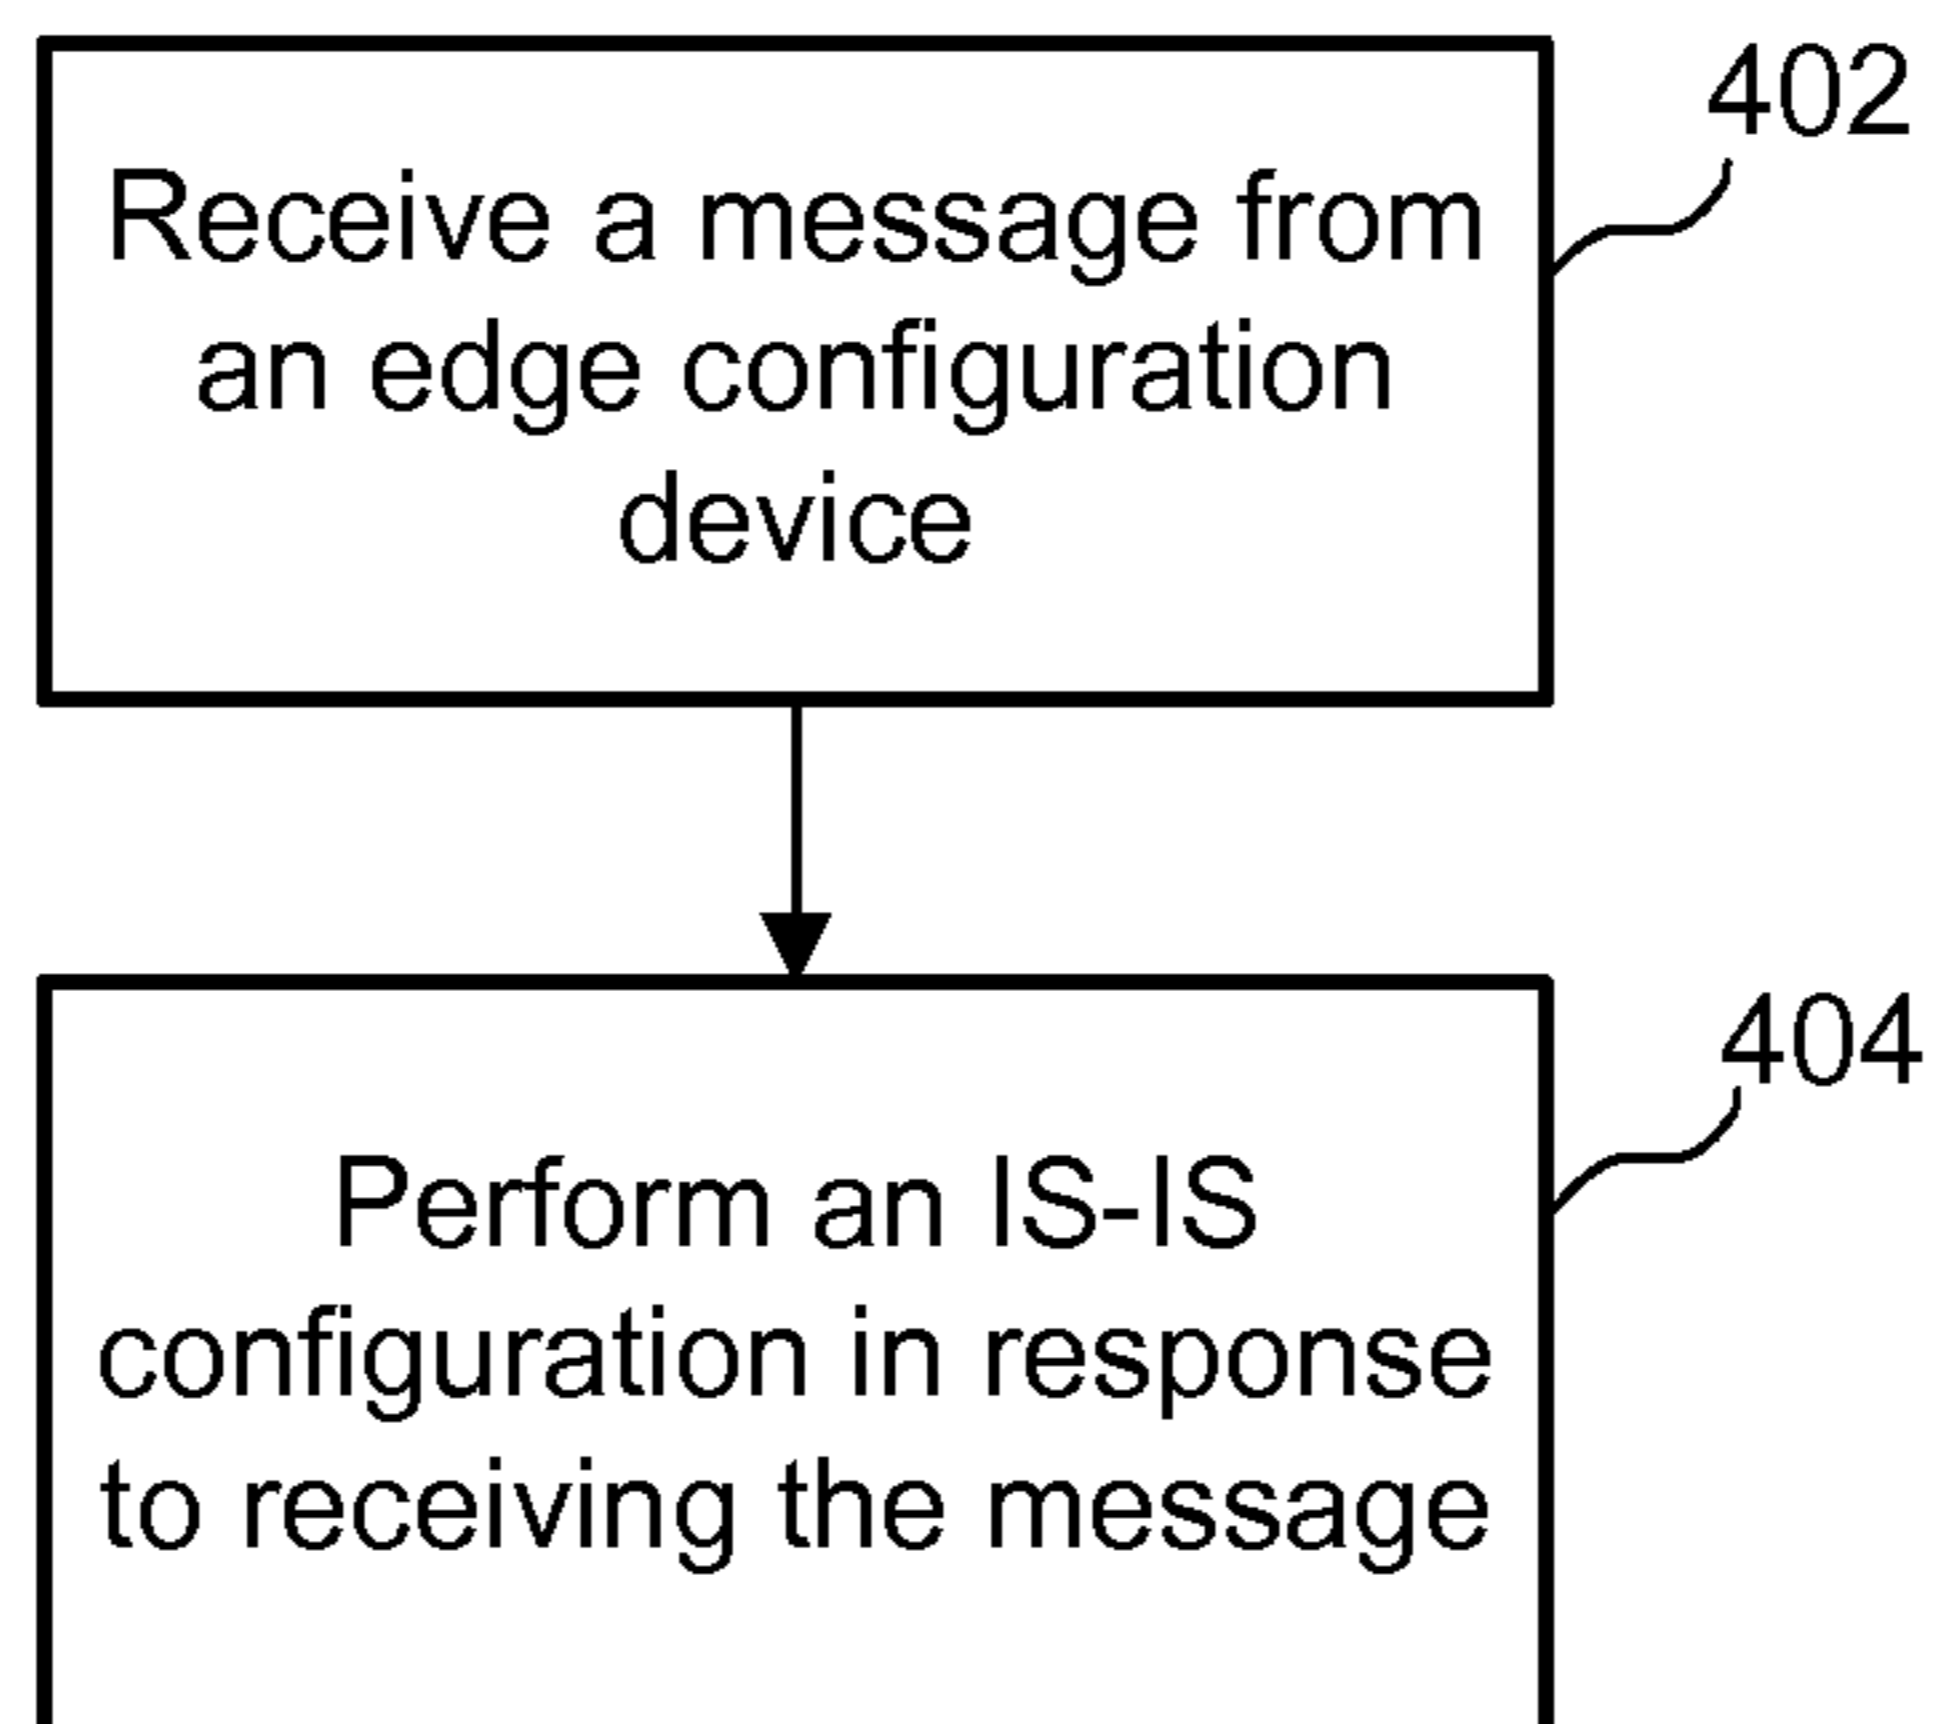 402
Receive a message from
an edge configuration
device
404
Perform an IS-IS
configuration in response
to receiving the message